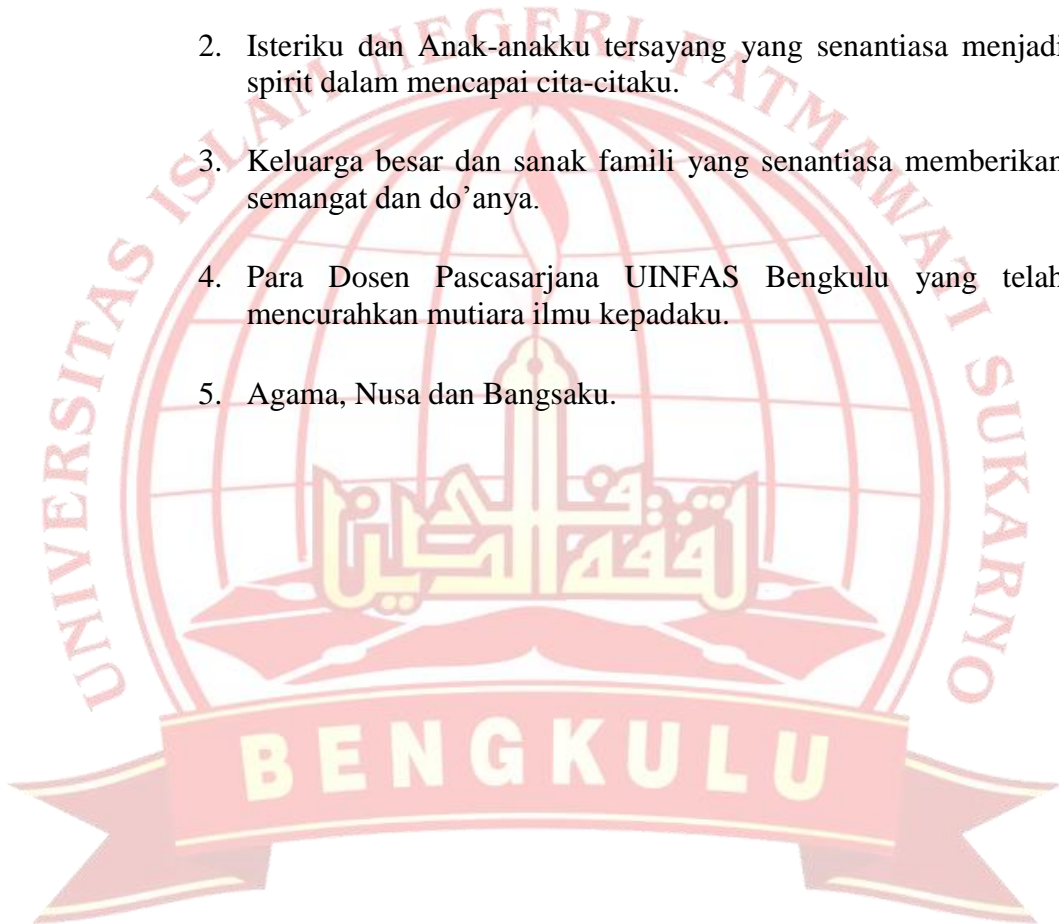 2. Isteriku dan Anak-anakku tersayang yang senantiasa menjadi
spirit dalam mencapai cita-citaku.
3. Keluarga besar dan sanak famili yang senantiasa memberikan
semangat dan do’anya.
4. Para Dosen Pascasarjana UINFAS Bengkulu yang telah
mencurahkan mutiara ilmu kepadaku.
5. Agama, Nusa dan Bangsaku.
UNIVERSITAS ISLAM NEGERI FATMAWATI SUKARNO
BENGKULU